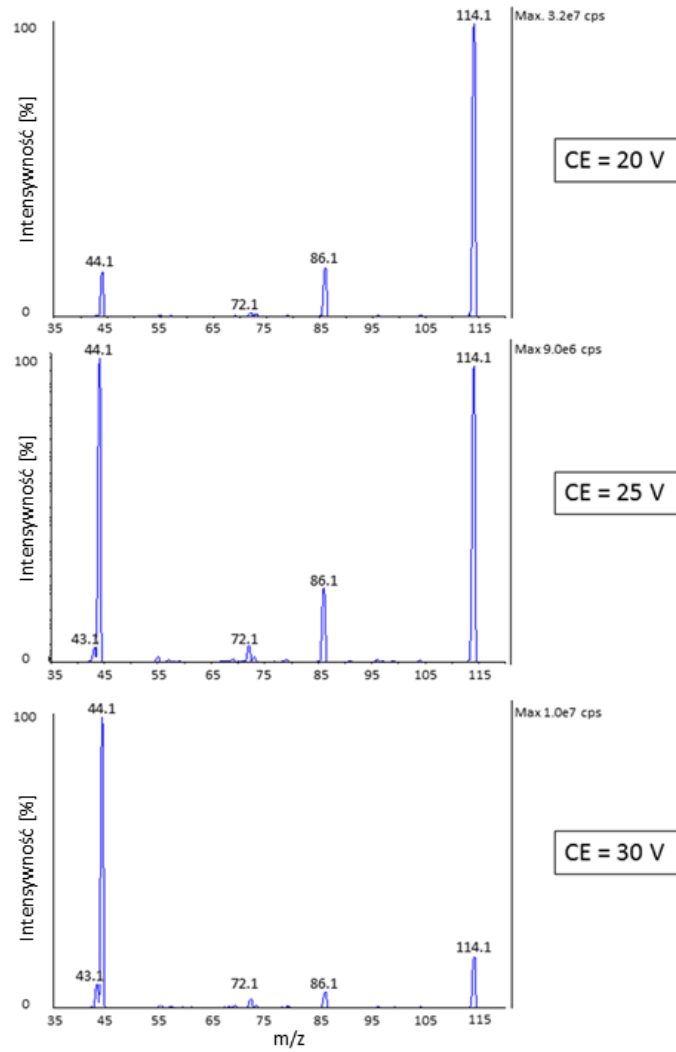 100
114.1
Max. 3.2e7 cps
Intensywność [%]
CE = 20 V
44.1
86.1
72.1
0
35 45 55 65 75 85 95 105 115
100
44.1
114.1
Max 9.0e6 cps
Intensywność [%]
CE = 25 V
86.1
43.1
72.1
0
35 45 55 65 75 85 95 105 115
44.1
100
Max 1.0e7 cps
Intensywność [%]
CE = 30 V
114.1
43.1
72.1
86.1
0
35 45 55 65 75 85 95 105 115
m/z